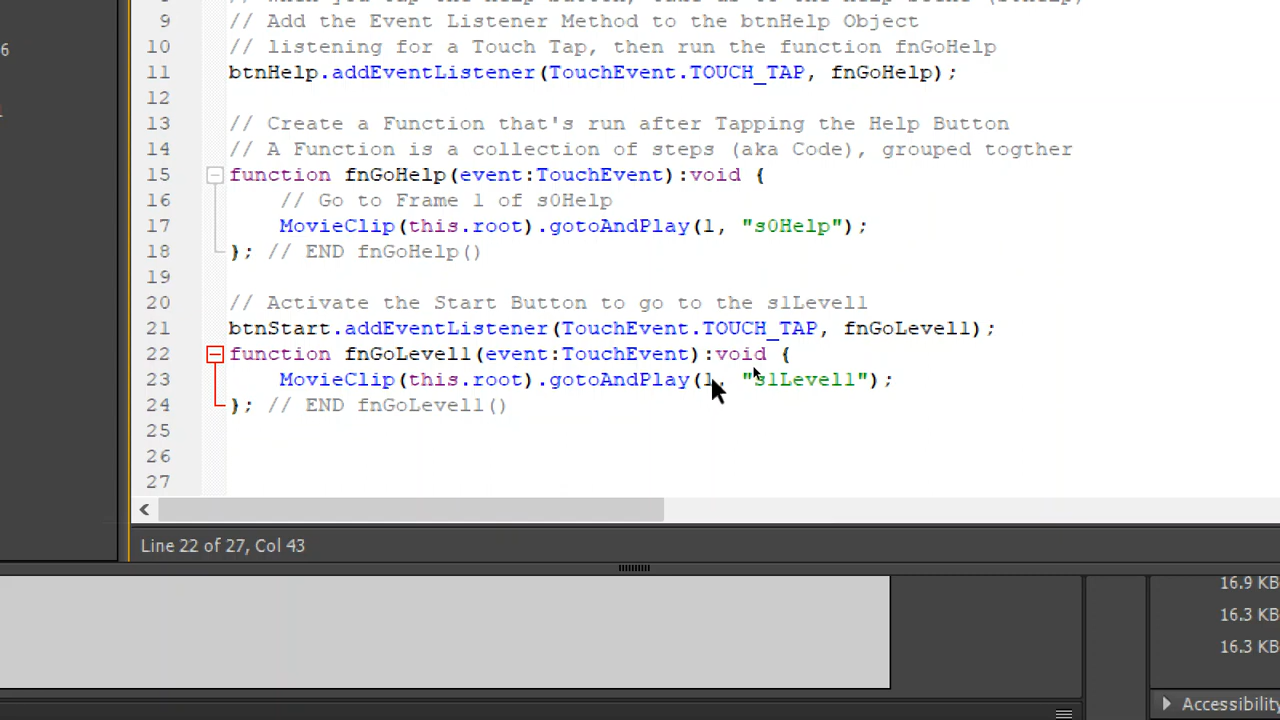 6
9 // Add the Event Listener Method to the btnHelp Object
10 // listening for a Touch Tap, then run the function fnGoHelp
11 btnHelp.addEventListener(TouchEvent.TOUCH_TAP, fnGoHelp);
12
13 // Create a Function that's run after Tapping the Help Button
14 // A Function is a collection of steps (aka Code), grouped togther
15 function fnGoHelp(event:TouchEvent):void {
16 // Go to Frame 1 of s0Help
17 MovieClip(this.root).gotoAndPlay(1, "s0Help");
18 }; // END fnGoHelp()
19
20 // Activate the Start Button to go to the s1Level1
21 btnStart.addEventListener(TouchEvent.TOUCH_TAP, fnGoLevel1);
22 function fnGoLevel1(event:TouchEvent):void {
23 MovieClip(this.root).gotoAndPlay(1, "s1Level1");
24 }; // END fnGoLevel1()
25
26
27
Line 22 of 27, Col 43
16.9 KB
16.3 KB
16.3 KB
Accessibility